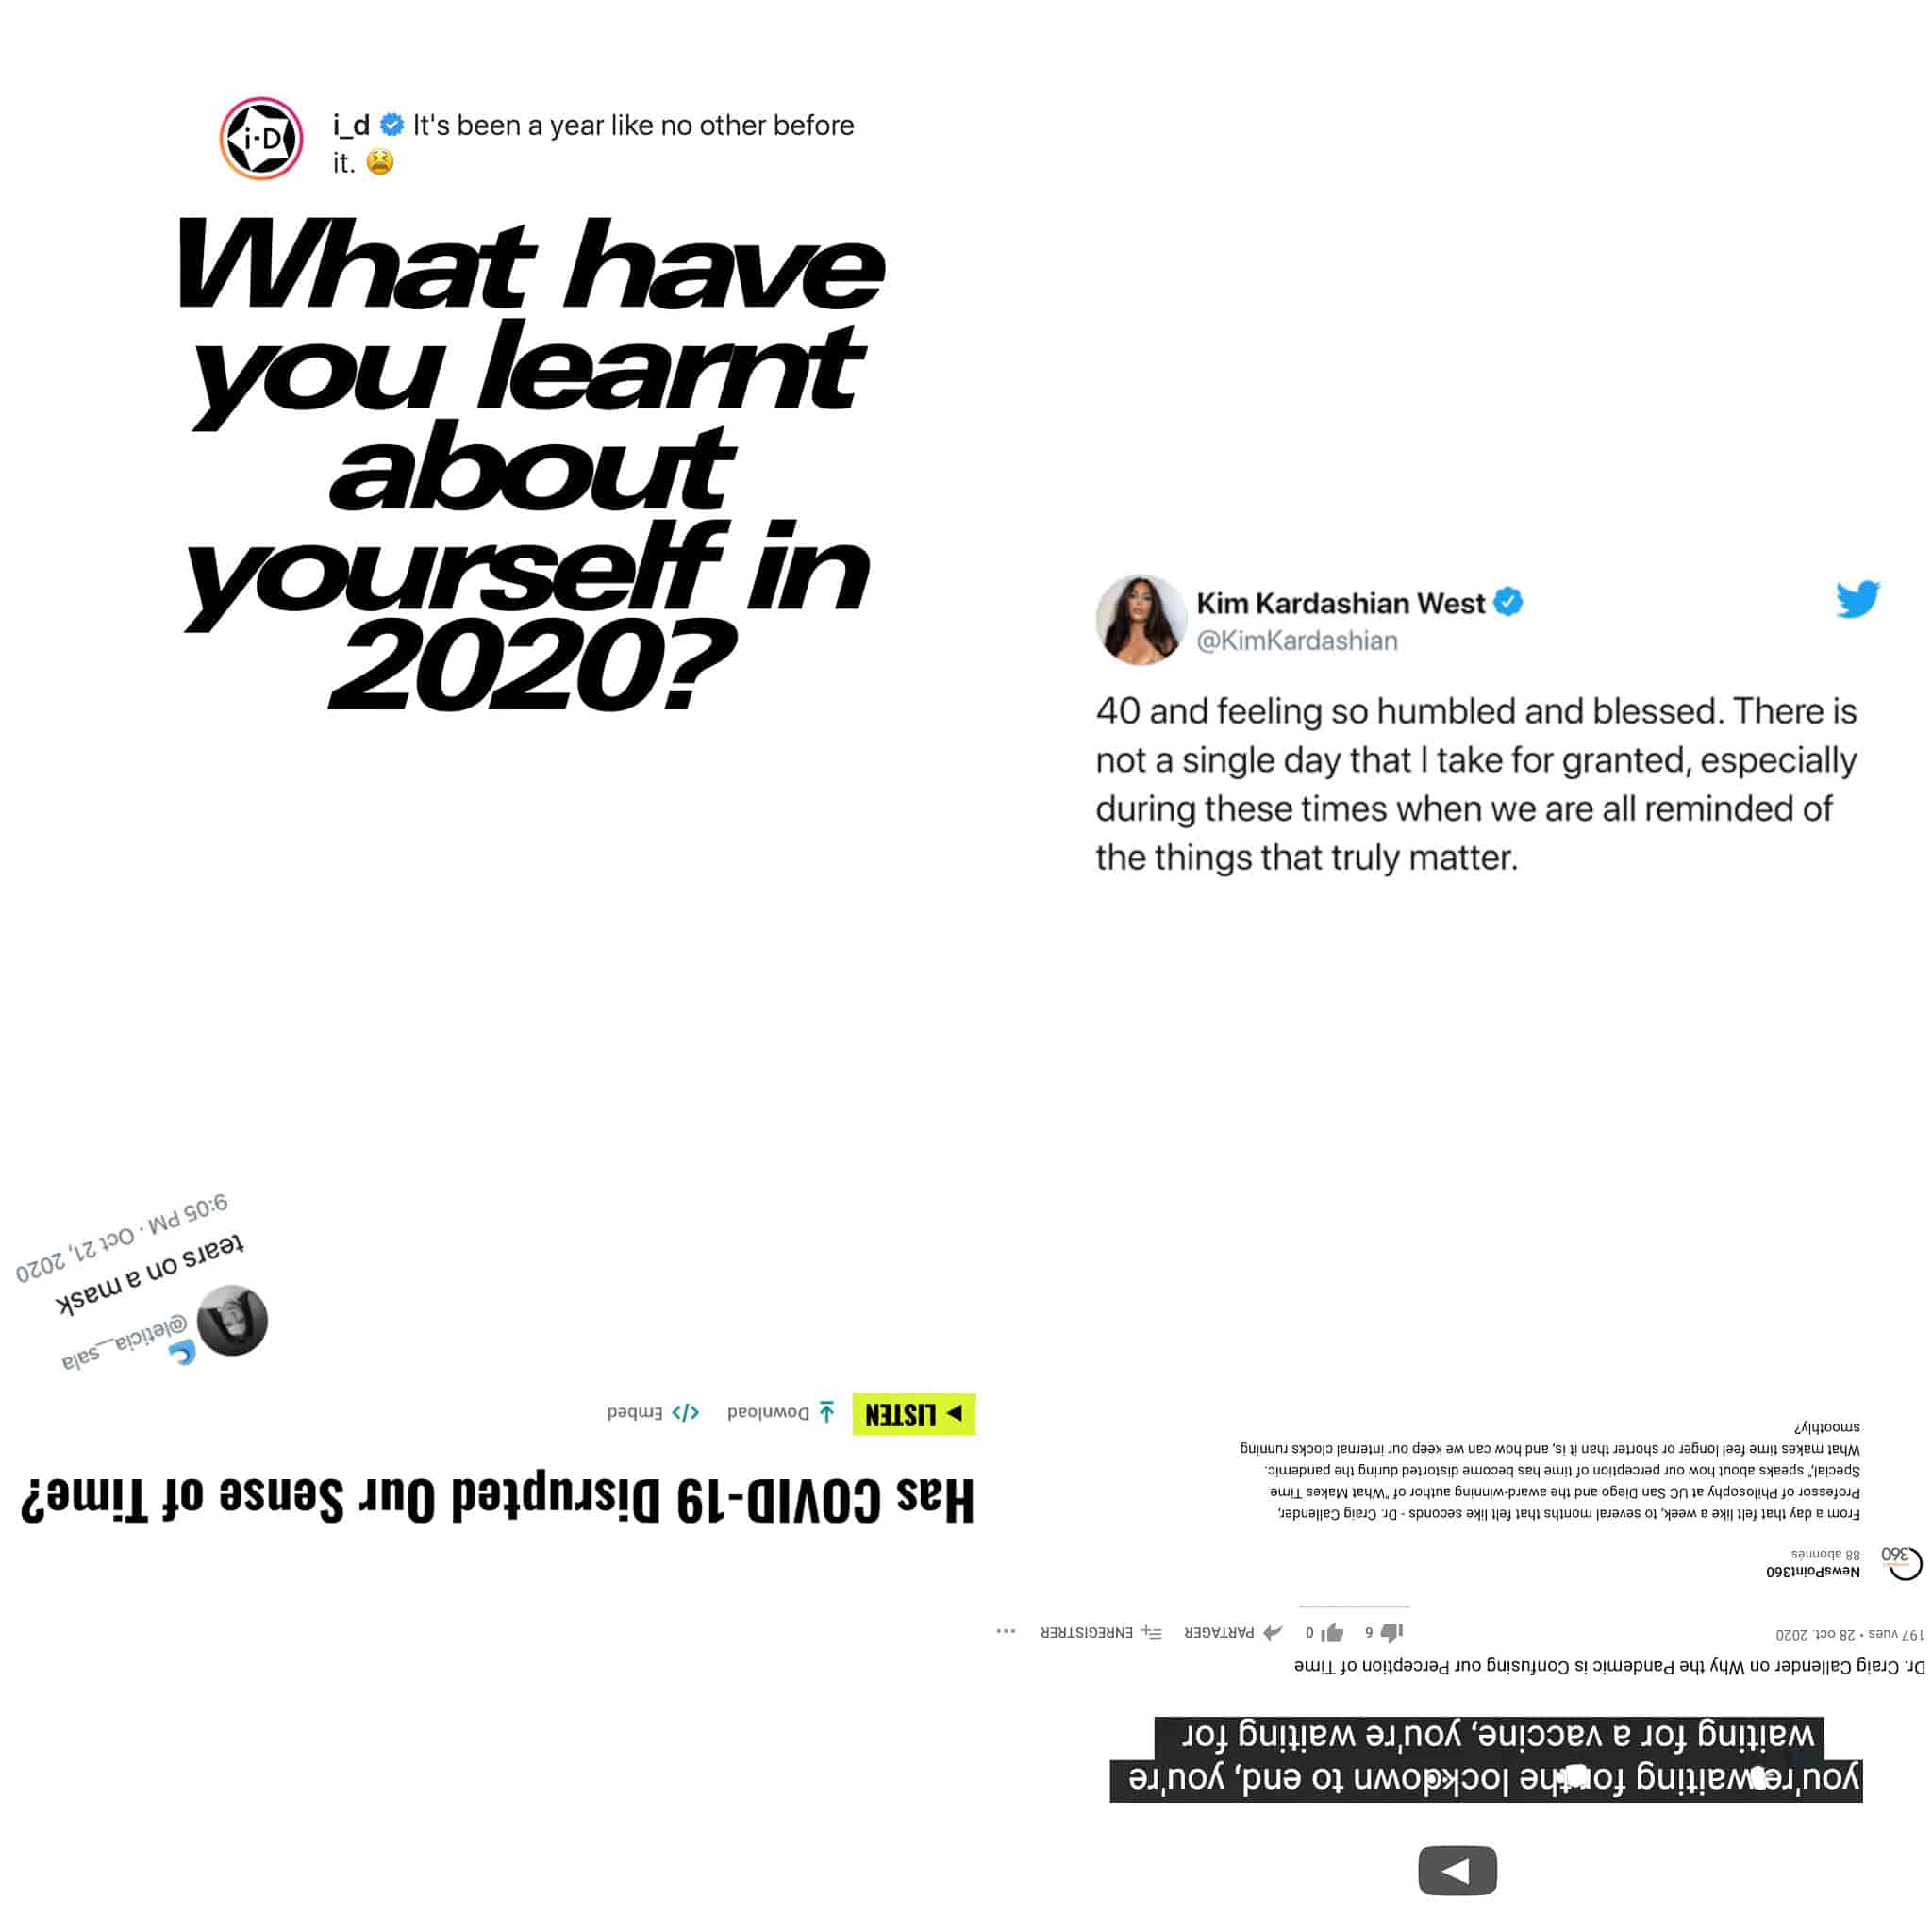 i-D
i_d It's been a year like no other before
it. 😫
What have
you learnt
about
yourself in
2020?
Kim Kardashian West
@KimKardashian
40 and feeling so humbled and blessed. There is
not a single day that I take for granted, especially
during these times when we are all reminded of
the things that truly matter.
@leticia__sala
tears on a mask
9:05 PM · Oct 21, 2020
Has COVID-19 Disrupted Our Sense of Time?
LISTEN Download Embed
you're waiting for the lockdown to end, you're
waiting for a vaccine, you're waiting for
Dr. Craig Callender on Why the Pandemic is Confusing our Perception of Time
197 vues • 28 oct. 2020
6 0 PARTAGER ENREGISTRER ...
360
NewsPoint360
88 abonnés
From a day that felt like a week, to several months that felt like seconds - Dr. Craig Callender,
Professor of Philosophy at UC San Diego and the award-winning author of "What Makes Time
Special," speaks about how our perception of time has become distorted during the pandemic.
What makes time feel longer or shorter than it is, and how can we keep our internal clocks running
smoothly?